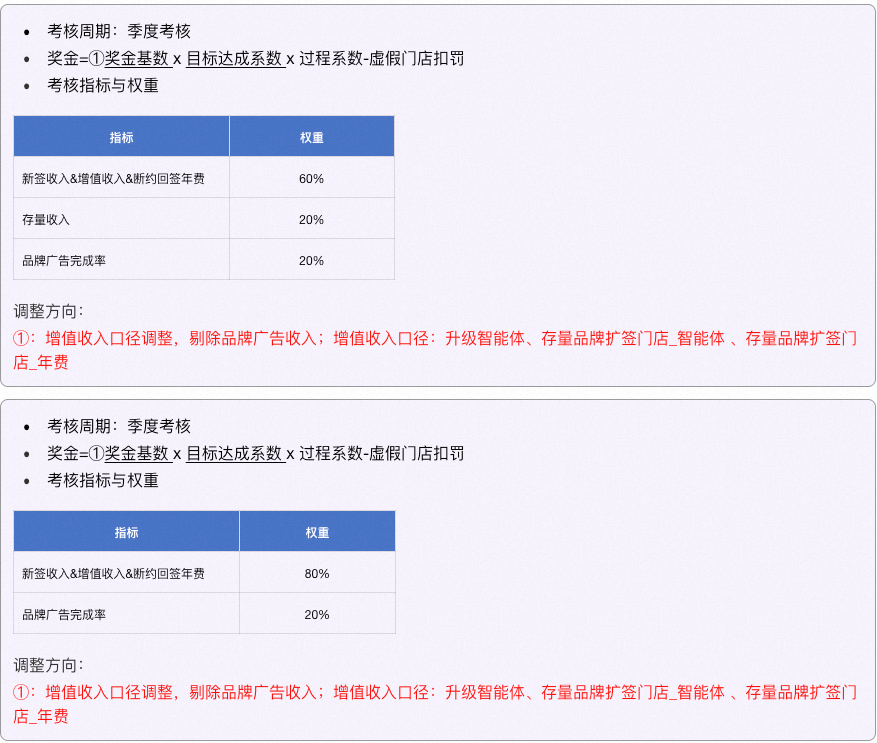 • 考核周期：季度考核
• 奖金=①奖金基数 x 目标达成系数 x 过程系数-虚假门店扣罚
• 考核指标与权重
指标 权重
新签收入&增值收入&断约回签年费 60%
存量收入 20%
品牌广告完成率 20%
调整方向：
①：增值收入口径调整，剔除品牌广告收入；增值收入口径：升级智能体、存量品牌扩签门店_智能体 、存量品牌扩签门
店_年费
• 考核周期：季度考核
• 奖金=①奖金基数 x 目标达成系数 x 过程系数-虚假门店扣罚
• 考核指标与权重
指标 权重
新签收入&增值收入&断约回签年费 80%
品牌广告完成率 20%
调整方向：
①：增值收入口径调整，剔除品牌广告收入；增值收入口径：升级智能体、存量品牌扩签门店_智能体 、存量品牌扩签门
店_年费